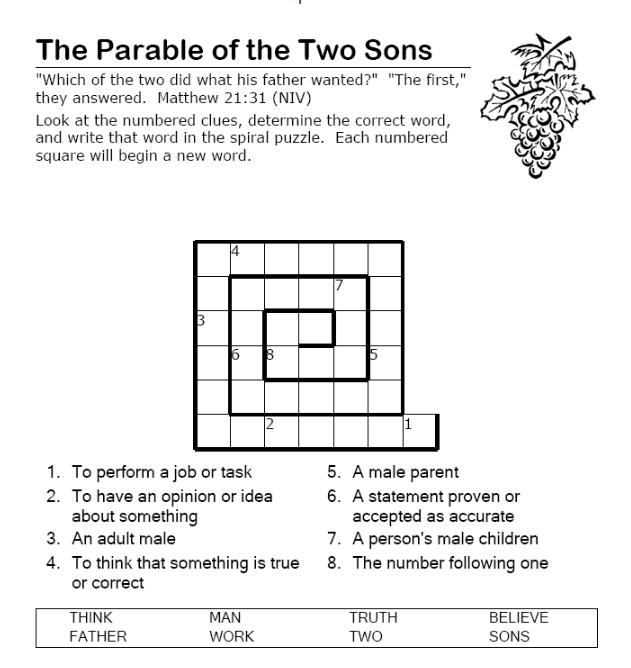 The Parable of the Two Sons
"Which of the two did what his father wanted?"  "The first,"
they answered.  Matthew 21:31 (NIV)
Look at the numbered clues, determine the correct word,
and write that word in the spiral puzzle.  Each numbered
square will begin a new word.
4
7
3
6 8 5
2 1
1. To perform a job or task
2. To have an opinion or idea
about something
3. An adult male
4. To think that something is true
or correct
5. A male parent
6. A statement proven or
accepted as accurate
7. A person's male children
8. The number following one
THINK MAN TRUTH BELIEVE
FATHER WORK TWO SONS